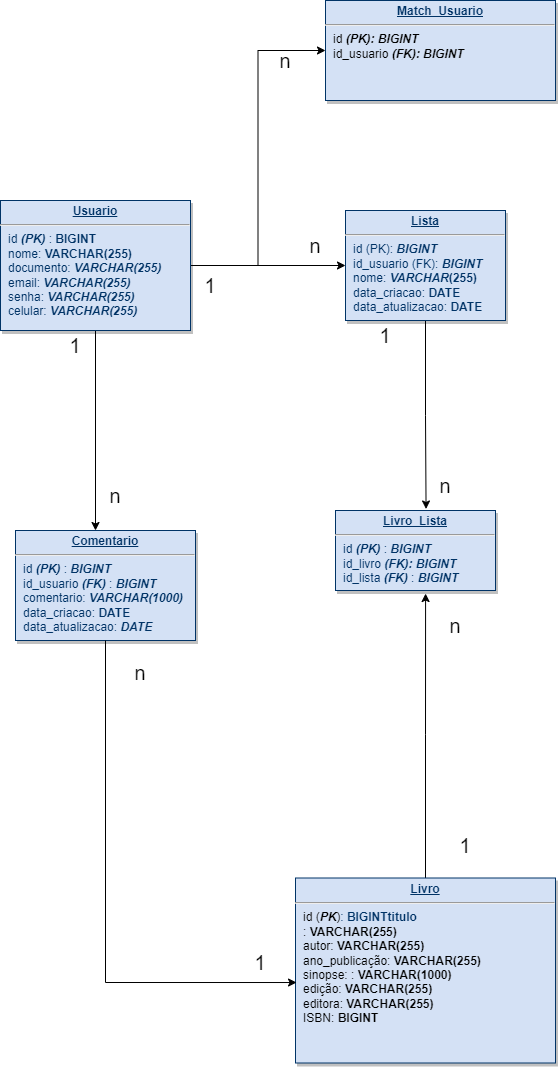 Match_Usuario
id (PK): BIGINT
id_usuario (FK): BIGINT
n
Usuario
id (PK) : BIGINT
nome: VARCHAR(255)
documento: VARCHAR(255)
email: VARCHAR(255)
senha: VARCHAR(255)
celular: VARCHAR(255)
1
n
Lista
id (PK): BIGINT
id_usuario (FK): BIGINT
nome: VARCHAR(255)
data_criacao: DATE
data_atualizacao: DATE
1
1
n
n
Comentario
id (PK) : BIGINT
id_usuario (FK) : BIGINT
comentario: VARCHAR(1000)
data_criacao: DATE
data_atualizacao: DATE
Livro_Lista
id (PK) : BIGINT
id_livro (FK): BIGINT
id_lista (FK) : BIGINT
n
n
1
1
Livro
id (PK): BIGINTtitulo
: VARCHAR(255)
autor: VARCHAR(255)
ano_publicação: VARCHAR(255)
sinopse: : VARCHAR(1000)
edição: VARCHAR(255)
editora: VARCHAR(255)
ISBN: BIGINT